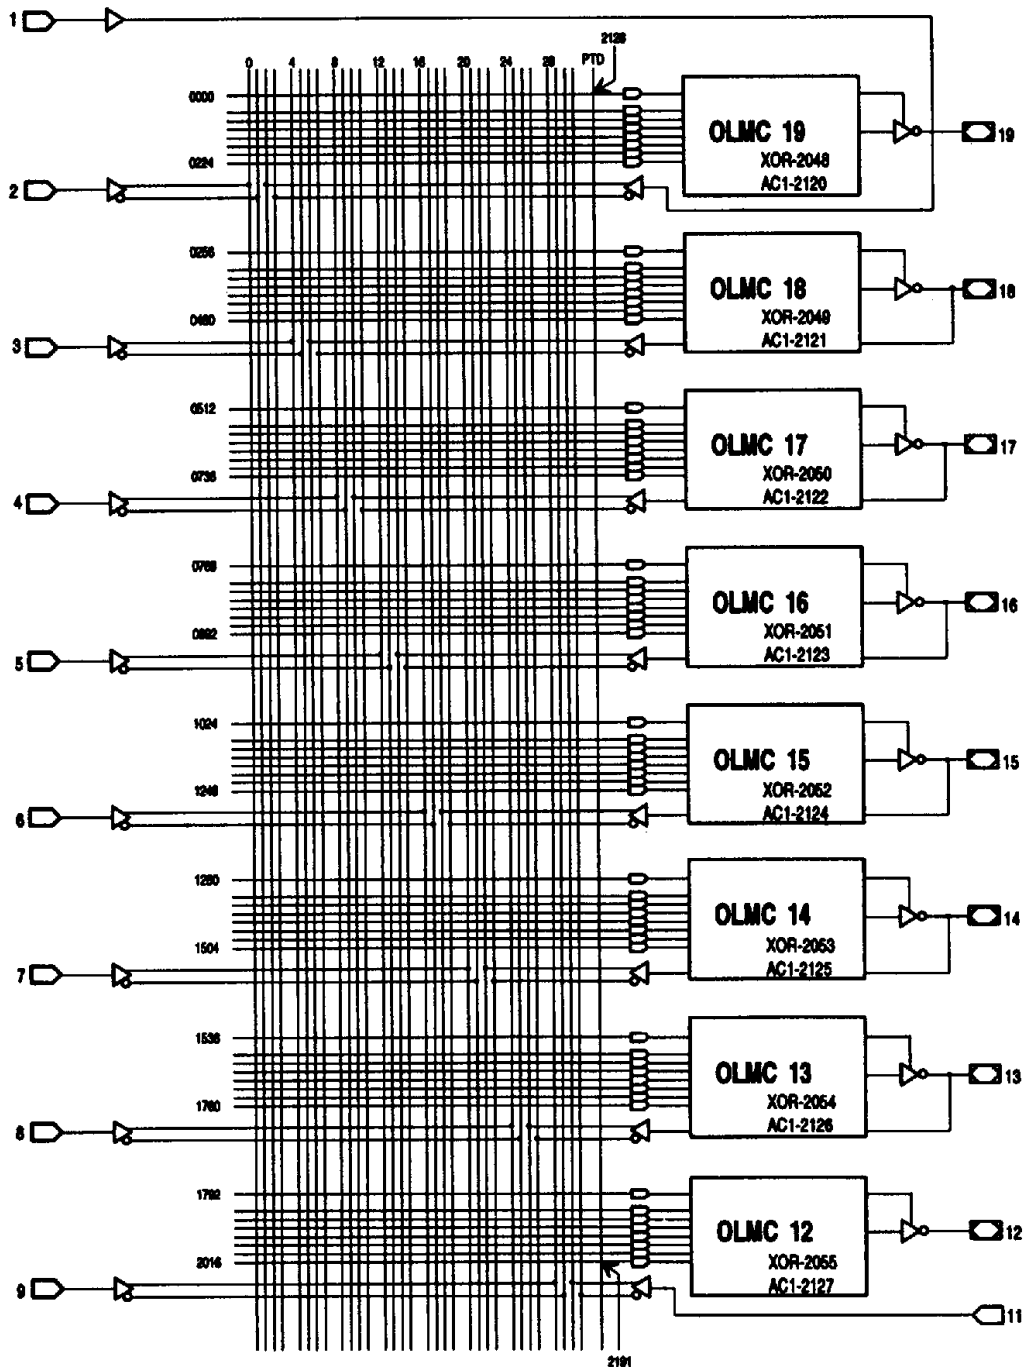 1
2128
0 4 8 12 16 20 24 28 PTD
0000
OLMC 19
19
XOR-2048
0224
AC1-2120
2
0256
OLMC 18
18
XOR-2049
0480
AC1-2121
3
0512
OLMC 17
17
XOR-2050
0736
AC1-2122
4
0768
OLMC 16
16
XOR-2051
0992
AC1-2123
5
1024
OLMC 15
15
XOR-2052
1248
AC1-2124
6
1280
OLMC 14
14
XOR-2053
1504
AC1-2125
7
1536
OLMC 13
13
XOR-2054
1760
AC1-2126
8
1792
OLMC 12
12
XOR-2055
2016
AC1-2127
9
11
2191